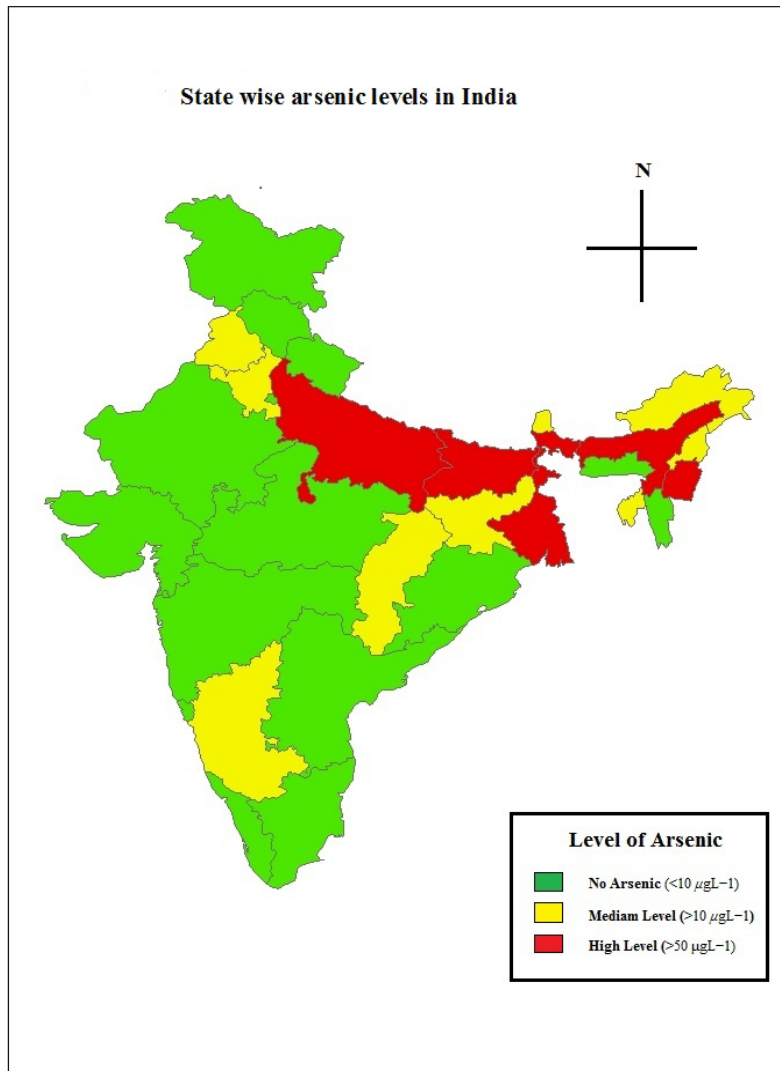 State wise arsenic levels in India
N
Level of Arsenic
No Arsenic (<10 µgL−1)
Mediam Level (>10 µgL−1)
High Level (>50 µgL−1)